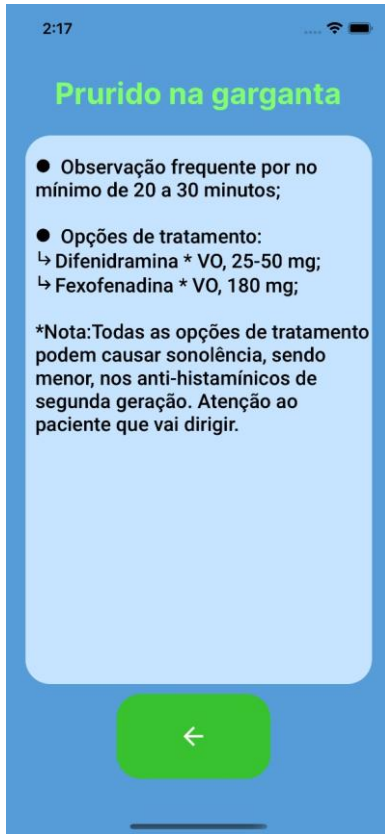 2:17
Prurido na garganta
● Observação frequente por no
mínimo de 20 a 30 minutos;
● Opções de tratamento:
↳ Difenidramina * VO, 25-50 mg;
↳ Fexofenadina * VO, 180 mg;
*Nota:Todas as opções de tratamento
podem causar sonolência, sendo
menor, nos anti-histamínicos de
segunda geração. Atenção ao
paciente que vai dirigir.